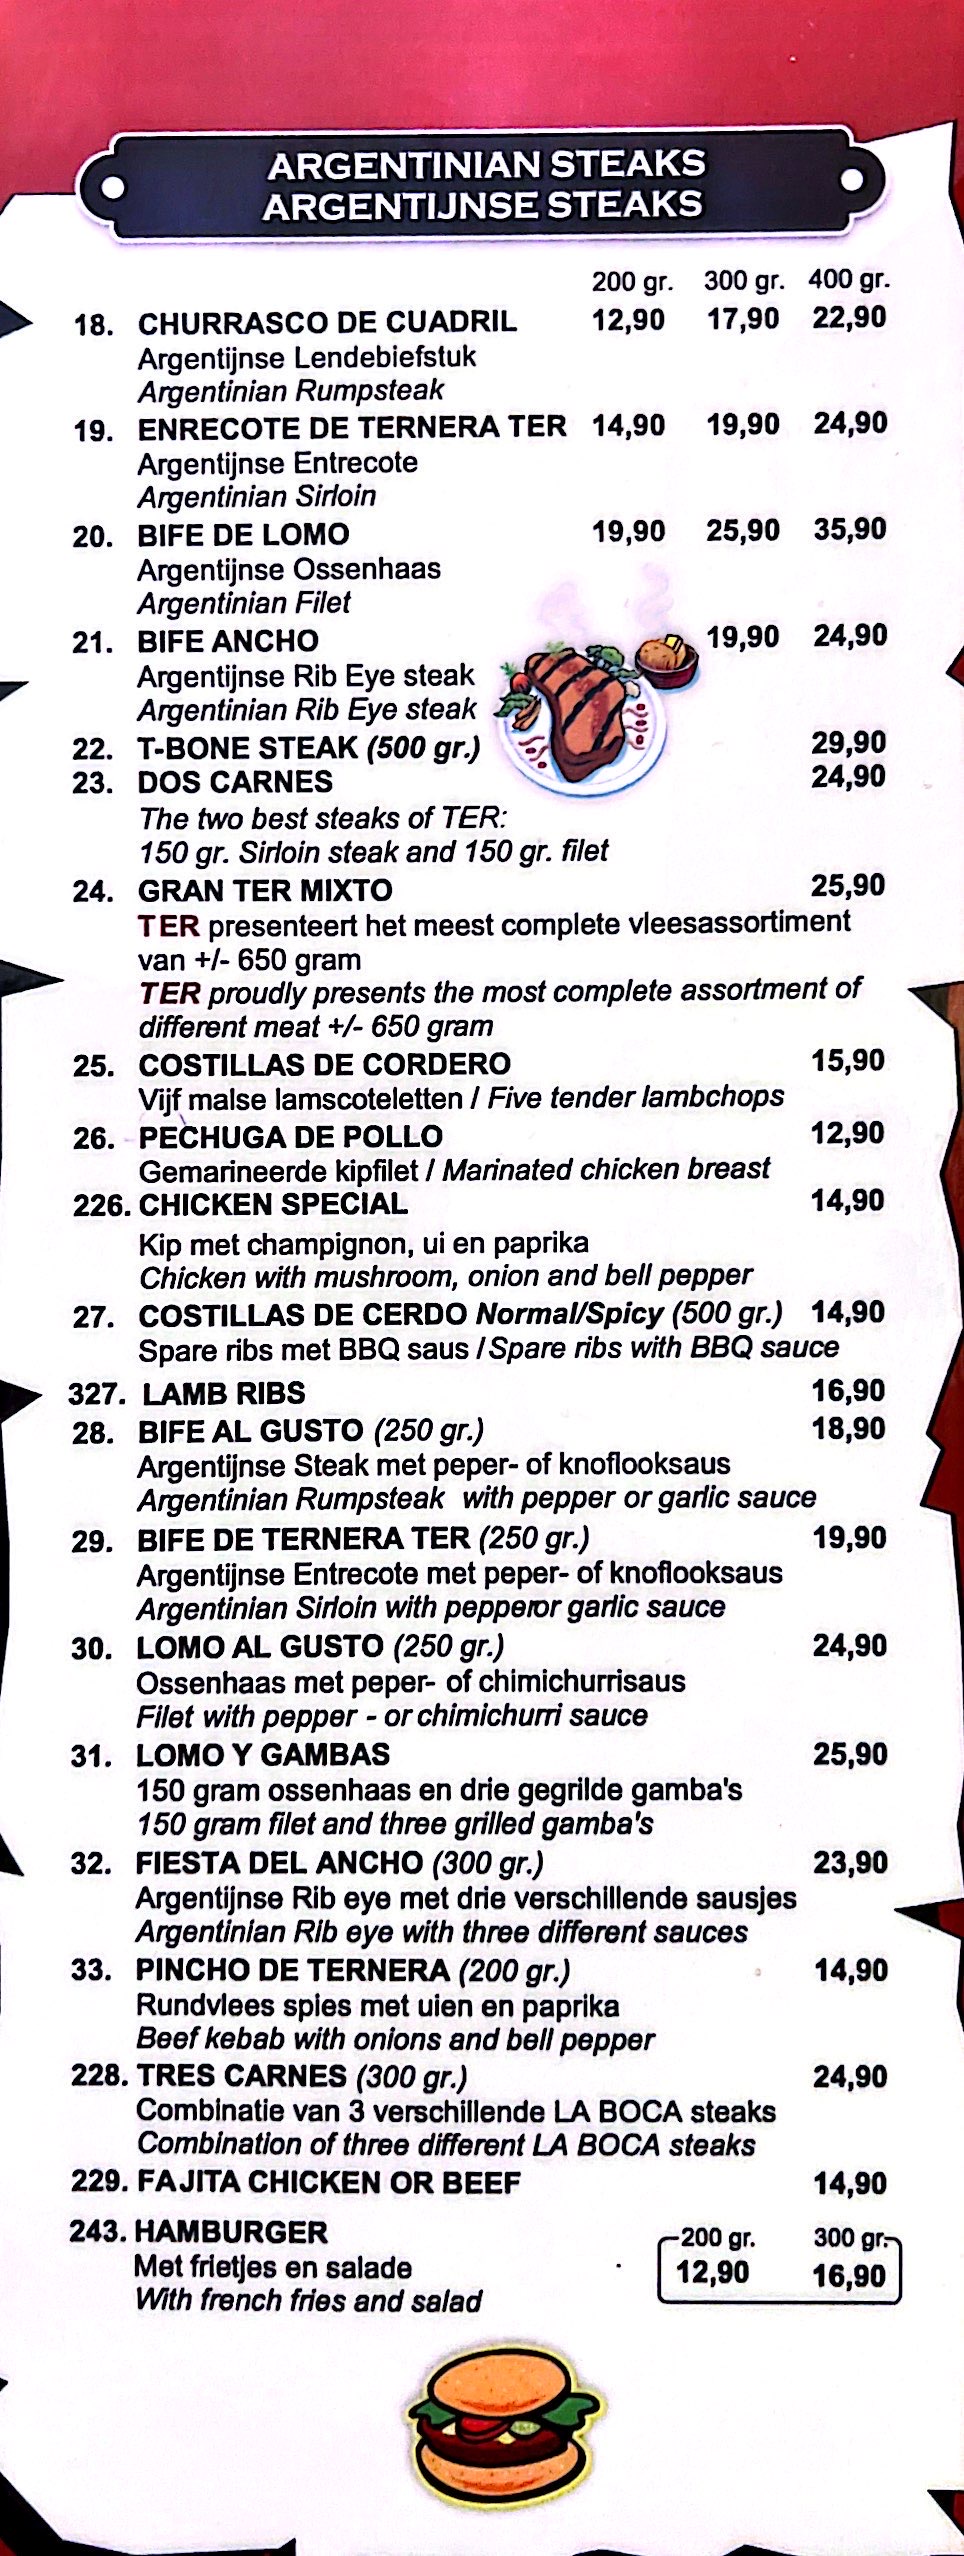 ARGENTINIAN STEAKS
ARGENTIJNSE STEAKS
200 gr. 300 gr. 400 gr.
18. CHURRASCO DE CUADRIL 12,90 17,90 22,90
Argentijnse Lendebiefstuk
Argentinian Rumpsteak
19. ENRECOTE DE TERNERA TER 14,90 19,90 24,90
Argentijnse Entrecote
Argentinian Sirloin
20. BIFE DE LOMO 19,90 25,90 35,90
Argentijnse Ossenhaas
Argentinian Filet
21. BIFE ANCHO 19,90 24,90
Argentijnse Rib Eye steak
Argentinian Rib Eye steak
22. T-BONE STEAK (500 gr.) 29,90
23. DOS CARNES 24,90
The two best steaks of TER:
150 gr. Sirloin steak and 150 gr. filet
24. GRAN TER MIXTO 25,90
TER presenteert het meest complete vleesassortiment
van +/- 650 gram
TER proudly presents the most complete assortment of
different meat +/- 650 gram
25. COSTILLAS DE CORDERO 15,90
Vijf malse lamscoteletten / Five tender lambchops
26. PECHUGA DE POLLO 12,90
Gemarineerde kipfilet / Marinated chicken breast
226. CHICKEN SPECIAL 14,90
Kip met champignon, ui en paprika
Chicken with mushroom, onion and bell pepper
27. COSTILLAS DE CERDO Normal/Spicy (500 gr.) 14,90
Spare ribs met BBQ saus / Spare ribs with BBQ sauce
327. LAMB RIBS 16,90
28. BIFE AL GUSTO (250 gr.) 18,90
Argentijnse Steak met peper- of knoflooksaus
Argentinian Rumpsteak with pepper or garlic sauce
29. BIFE DE TERNERA TER (250 gr.) 19,90
Argentijnse Entrecote met peper- of knoflooksaus
Argentinian Sirloin with pepperor garlic sauce
30. LOMO AL GUSTO (250 gr.) 24,90
Ossenhaas met peper- of chimichurrisaus
Filet with pepper - or chimichurri sauce
31. LOMO Y GAMBAS 25,90
150 gram ossenhaas en drie gegrilde gamba's
150 gram filet and three grilled gamba's
32. FIESTA DEL ANCHO (300 gr.) 23,90
Argentijnse Rib eye met drie verschillende sausjes
Argentinian Rib eye with three different sauces
33. PINCHO DE TERNERA (200 gr.) 14,90
Rundvlees spies met uien en paprika
Beef kebab with onions and bell pepper
228. TRES CARNES (300 gr.) 24,90
Combinatie van 3 verschillende LA BOCA steaks
Combination of three different LA BOCA steaks
229. FAJITA CHICKEN OR BEEF 14,90
243. HAMBURGER 200 gr. 300 gr.
Met frietjes en salade 12,90 16,90
With french fries and salad